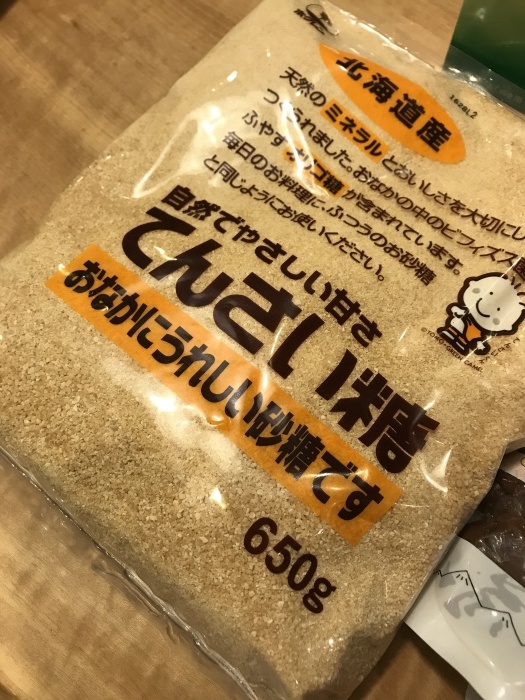 北海道産
1628L2
天然のミネラルとおいしさを大切にし
つくられました。おなかの中のビフィズス
ふやすオリゴ糖が含まれています。
毎日のお料理に、ふつうのお砂糖
と同じようにお使いください。
自然でやさしい甘さ
てんさい糖
おなかにうれしい砂糖です
650g